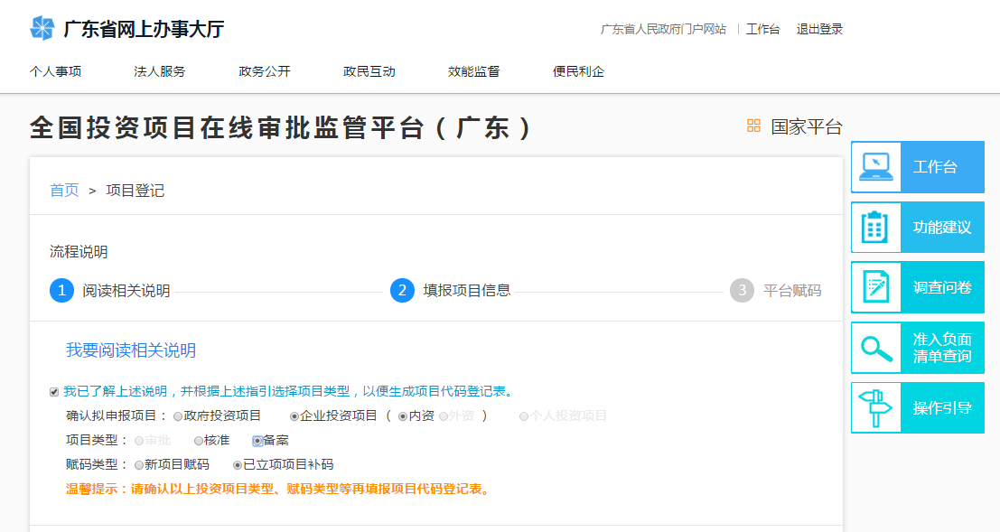 广东省网上办事大厅
广东省人民政府门户网站 | 工作台 退出登录
个人事项 法人服务 政务公开 政民互动 效能监督 便民利企
全国投资项目在线审批监管平台(广东)
国家平台
首页 > 项目登记
流程说明
1 阅读相关说明 2 填报项目信息 3 平台赋码
我要阅读相关说明
我已了解上述说明，并根据上述指引选择项目类型，以便生成项目代码登记表。
确认拟申报项目： 政府投资项目 企业投资项目 ( 内资 外资 ) 个人投资项目
项目类型： 审批 核准 备案
赋码类型： 新项目赋码 已立项项目补码
温馨提示：请确认以上投资项目类型、赋码类型等再填报项目代码登记表。
工作台
功能建议
调查问卷
准入负面
清单查询
操作引导